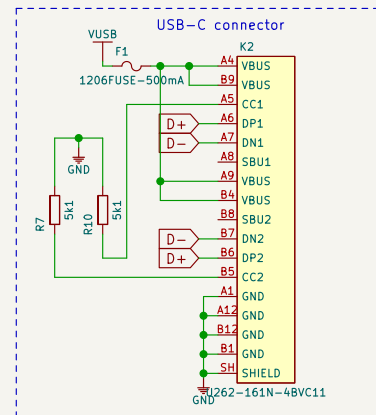 USB-C connector
VUSB
F1
1206FUSE-500mA
K2
A4 VBUS
B9 VBUS
A5 CC1
D+ A6 DP1
D- A7 DN1
A8 SBU1
A9 VBUS
B4 VBUS
B8 SBU2
D- B7 DN2
D+ B6 DP2
B5 CC2
A1 GND
A12 GND
B12 GND
B1 GND
SH SHIELD
GND
R7 5k1
R10 5k1
GND
U262-161N-4BVC11